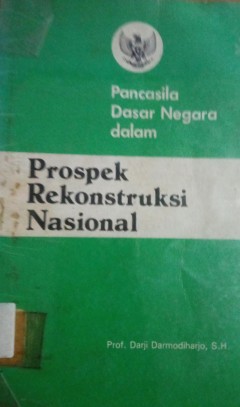 Pancasila
Dasar Negara
dalam
Prospek
Rekonstruksi
Nasional
Prof. Darji Darmodiharjo, S.H.